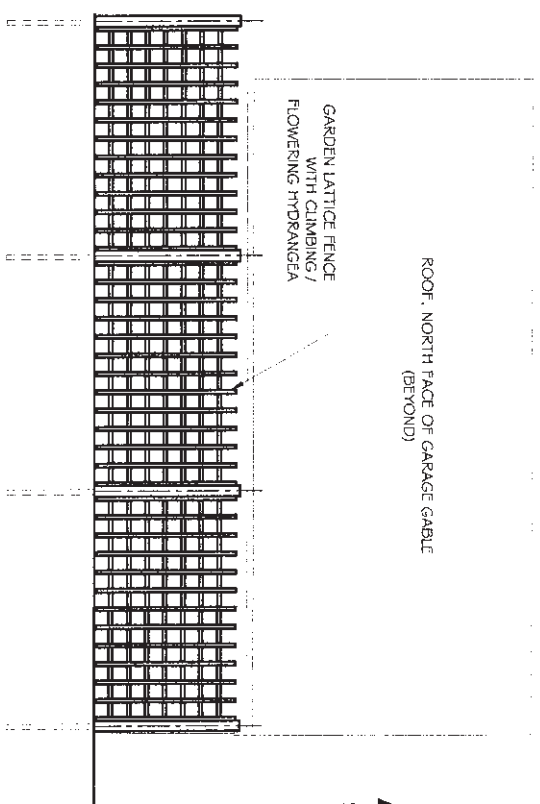 ROOF, NORTH FACE OF GARAGE GABLE
(BEYOND)
GARDEN LATTICE FENCE
WITH CLIMBING /
FLOWERING HYDRANGEA